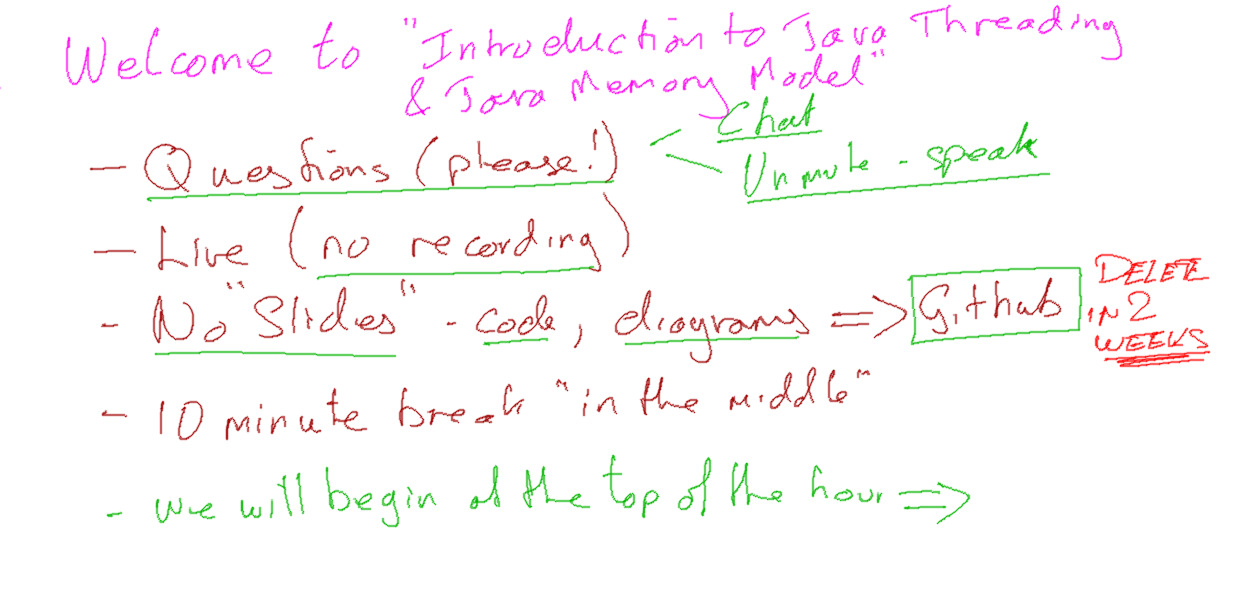 Welcome to "Introduction to Java Threading
& Java Memory Model"
- Questions (please!)
Chat
Unmute - speak
- Live (no recording)
- No "Slides" - code, diagrams => Github
DELETE
IN 2
WEEKS
- 10 minute break "in the middle"
- we will begin at the top of the hour =>